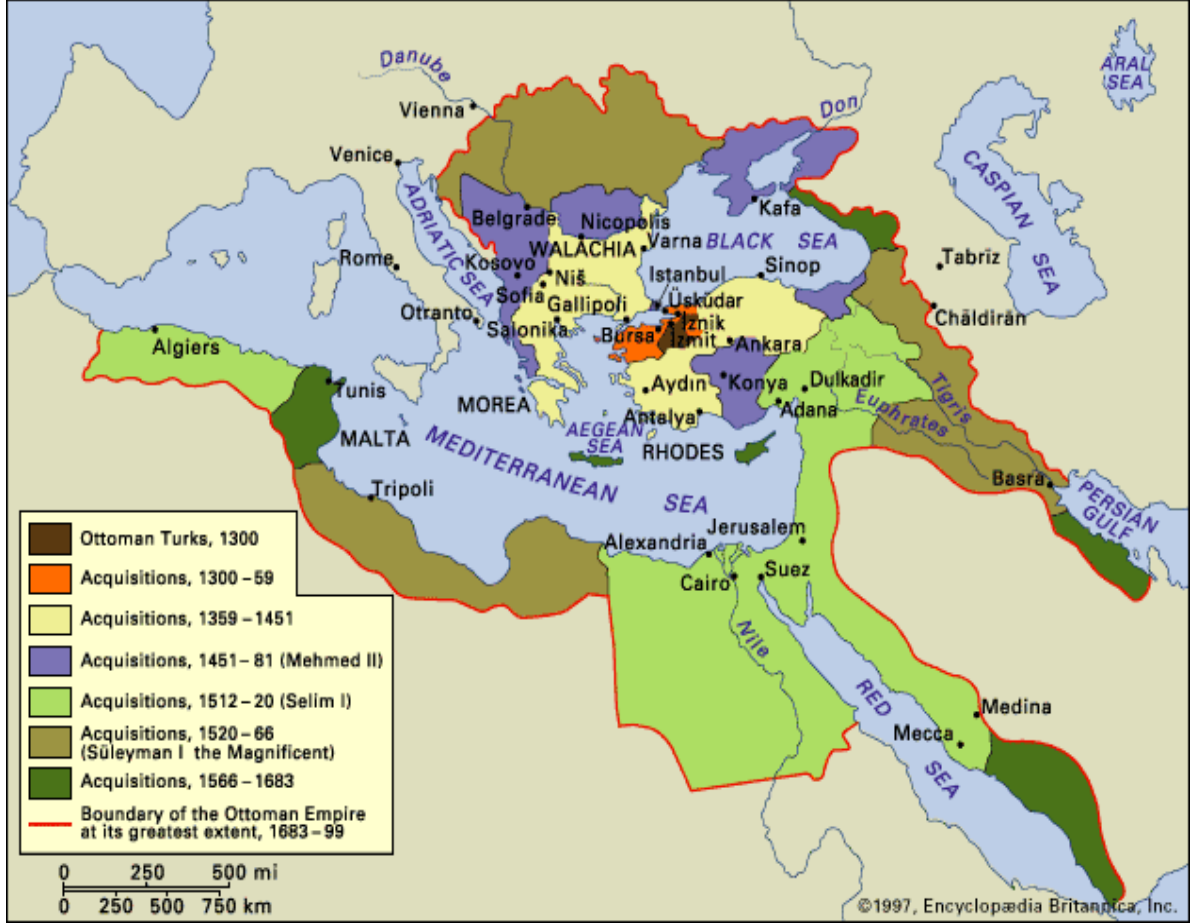 ARAL
SEA
Danube
Vienna
Don
Venice
CASPIAN
SEA
ADRIATIC SEA
Belgrade
Nicopolis
Kafa
WALACHIA
Varna
BLACK SEA
Rome
Kosovo
Niš
Istanbul
Sinop
Tabrīz
Sofia
Gallipoli
Üsküdar
Otranto
Salonika
Bursa
İznik
İzmit
Ankara
Chāldirān
Algiers
Tunis
Aydın
Konya
Dulkadir
Tigris
MOREA
Antalya
Adana
Euphrates
MALTA
AEGEAN
SEA
RHODES
MEDITERRANEAN SEA
Basra
PERSIAN
GULF
Tripoli
Jerusalem
Alexandria
Cairo
Suez
Nile
RED
SEA
Medina
Mecca
Ottoman Turks, 1300
Acquisitions, 1300–59
Acquisitions, 1359–1451
Acquisitions, 1451–81 (Mehmed II)
Acquisitions, 1512–20 (Selim I)
Acquisitions, 1520–66
(Süleyman I the Magnificent)
Acquisitions, 1566–1683
Boundary of the Ottoman Empire
at its greatest extent, 1683–99
0 250 500 mi
0 250 500 750 km
©1997, Encyclopædia Britannica, Inc.